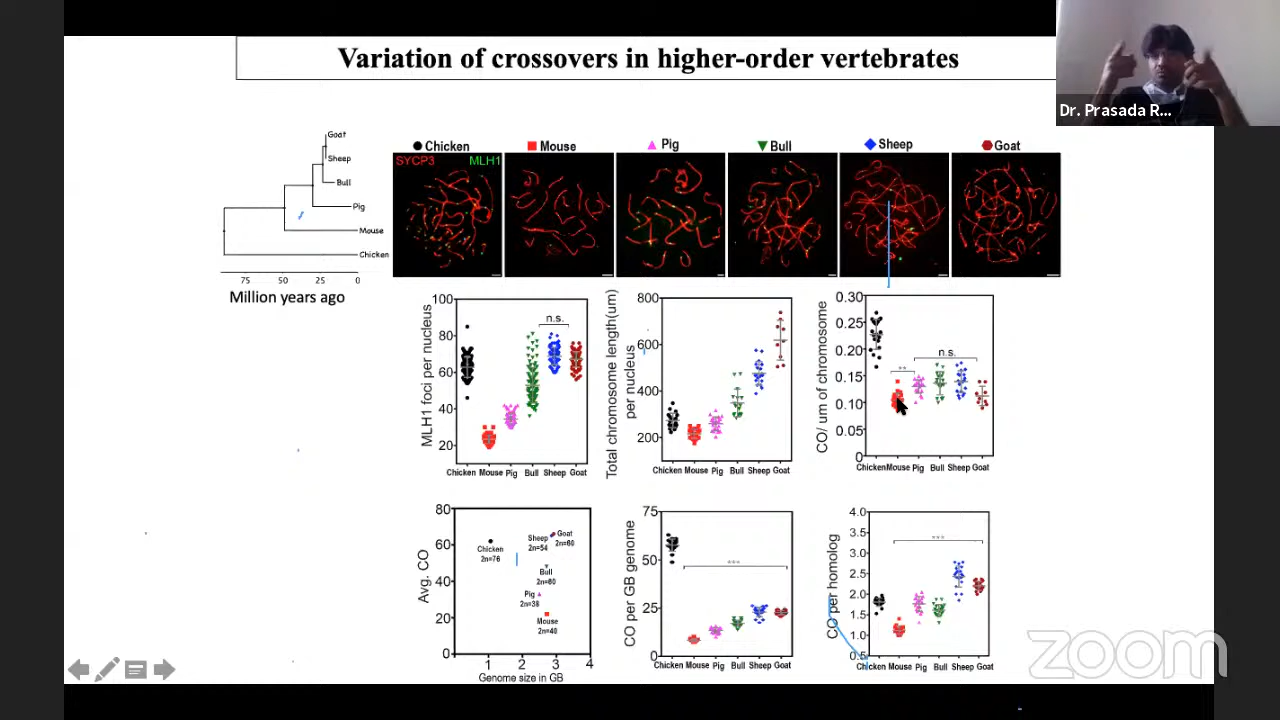 Variation of crossovers in higher-order vertebrates
Dr. Prasada R...
Goat
Sheep
Bull
Pig
Mouse
Chicken
75 50 25 0
Million years ago
Chicken Mouse Pig Bull Sheep Goat
SYCP3 MLH1
MLH1 foci per nucleus
100
80
60
40
20
n.s.
Chicken Mouse Pig Bull Sheep Goat
Total chromosome length(um)
per nucleus
800
600
400
200
Chicken Mouse Pig Bull Sheep Goat
CO/ um of chromosome
0.30
0.25
0.20
0.15
0.10
0.05
0
**
n.s.
Chicken Mouse Pig Bull Sheep Goat
Avg. CO
80
60
40
20
0
Chicken
2n=76
Sheep
2n=54
Goat
2n=60
Bull
2n=60
Pig
2n=38
Mouse
2n=40
1 2 3 4
Genome size in GB
CO per GB genome
75
50
25
0
***
Chicken Mouse Pig Bull Sheep Goat
CO per homolog
4.0
3.5
3.0
2.5
2.0
1.5
1.0
0.5
***
Chicken Mouse Pig Bull Sheep Goat
zoom